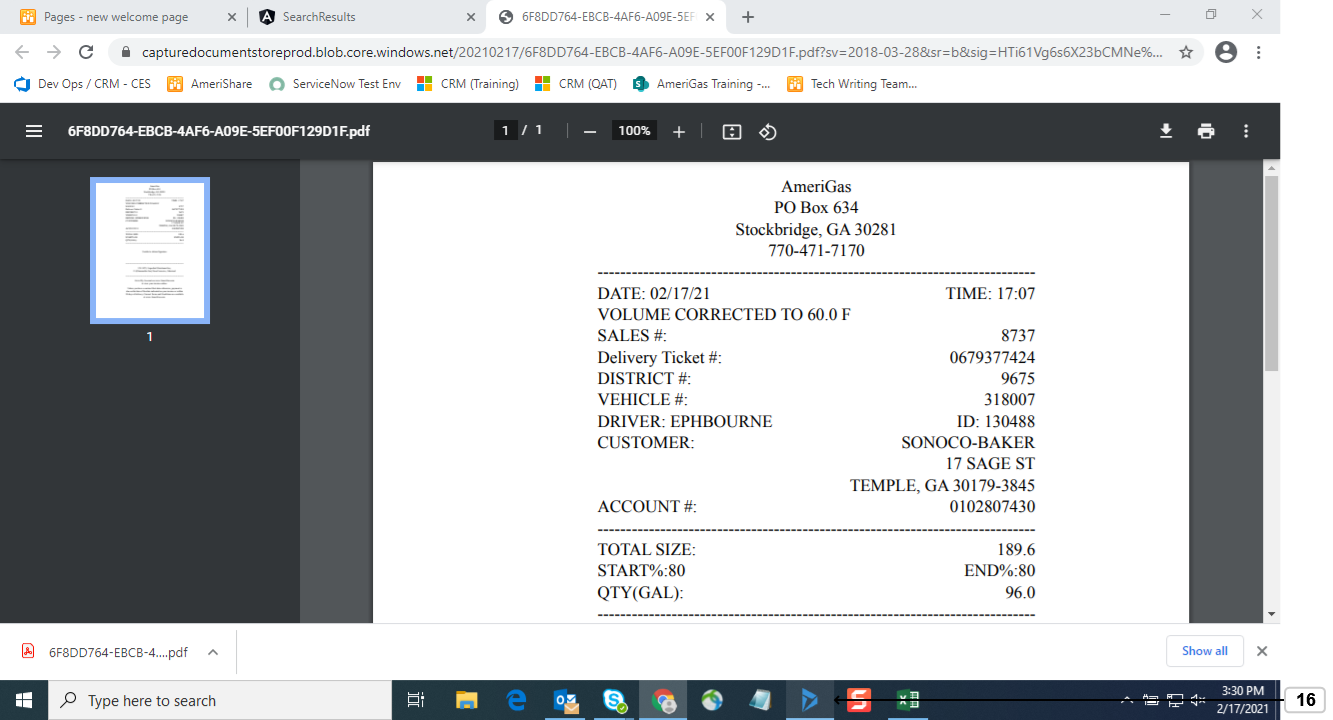 Pages - new welcome page
SearchResults
6F8DD764-EBCB-4AF6-A09E-5EF
capturedocumentstoreprod.blob.core.windows.net/20210217/6F8DD764-EBCB-4AF6-A09E-5EF00F129D1F.pdf?sv=2018-03-28&sr=b&sig=HTi61Vg6s6X23bCMNe%...
Dev Ops / CRM - CES AmeriShare ServiceNow Test Env CRM (Training) CRM (QAT) AmeriGas Training -... Tech Writing Team...
6F8DD764-EBCB-4AF6-A09E-5EF00F129D1F.pdf 1 / 1 100%
AmeriGas
PO Box 634
Stockbridge, GA 30281
770-471-7170
--------------------------------------------------------------------------------
DATE: 02/17/21 TIME: 17:07
VOLUME CORRECTED TO 60.0 F
SALES #: 8737
Delivery Ticket #: 0679377424
DISTRICT #: 9675
VEHICLE #: 318007
DRIVER: EPHBOURNE ID: 130488
CUSTOMER: SONOCO-BAKER
17 SAGE ST
TEMPLE, GA 30179-3845
ACCOUNT #: 0102807430
--------------------------------------------------------------------------------
TOTAL SIZE: 189.6
START%:80 END%:80
QTY(GAL): 96.0
--------------------------------------------------------------------------------
1
6F8DD764-EBCB-4....pdf
Show all
Type here to search
3:30 PM
2/17/2021
16